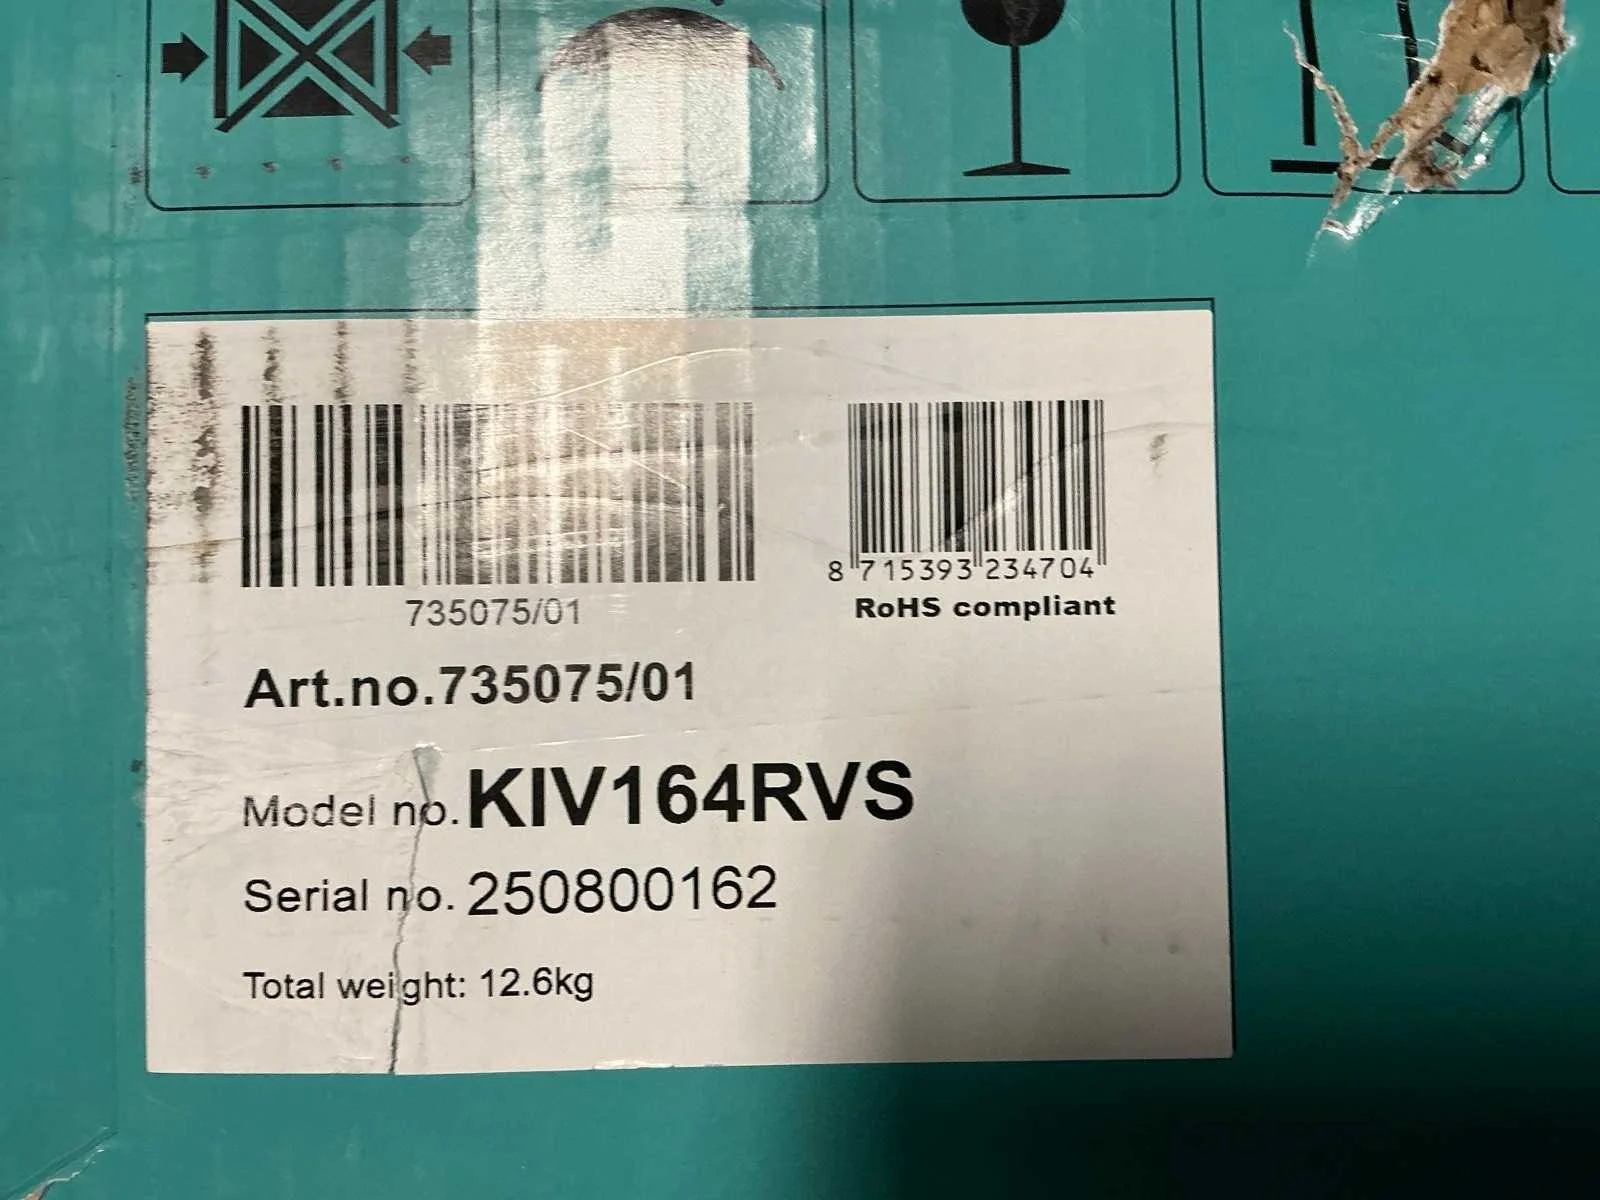 735075/01
8 715393 234704
RoHS compliant
Art.no.735075/01
Model no. KIV164RVS
Serial no. 250800162
Total weight: 12.6kg